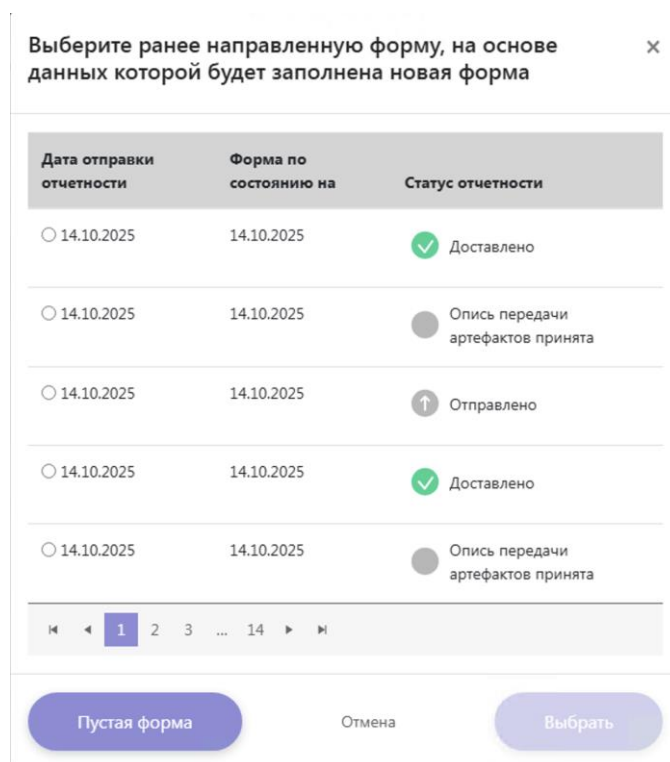 Выберите ранее направленную форму, на основе
данных которой будет заполнена новая форма
Дата отправки отчетности
Форма по состоянию на
Статус отчетности
14.10.2025 14.10.2025 Доставлено
14.10.2025 14.10.2025 Опись передачи
артефактов принята
14.10.2025 14.10.2025 Отправлено
14.10.2025 14.10.2025 Доставлено
14.10.2025 14.10.2025 Опись передачи
артефактов принята
1 2 3 ... 14
Пустая форма Отмена Выбрать